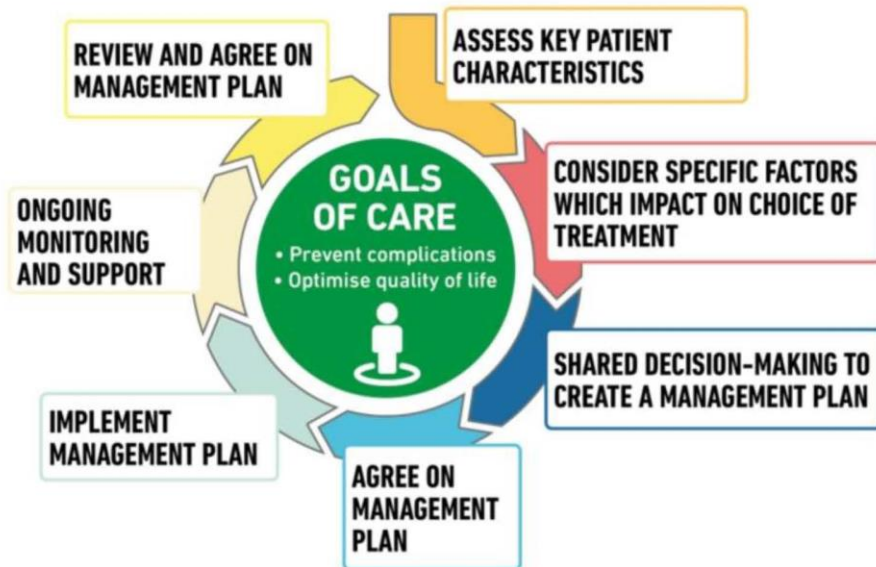 GOALS
OF CARE
• Prevent complications
• Optimise quality of life
ASSESS KEY PATIENT
CHARACTERISTICS
CONSIDER SPECIFIC FACTORS
WHICH IMPACT ON CHOICE OF
TREATMENT
SHARED DECISION-MAKING TO
CREATE A MANAGEMENT PLAN
AGREE ON
MANAGEMENT
PLAN
IMPLEMENT
MANAGEMENT PLAN
ONGOING
MONITORING
AND SUPPORT
REVIEW AND AGREE ON
MANAGEMENT PLAN